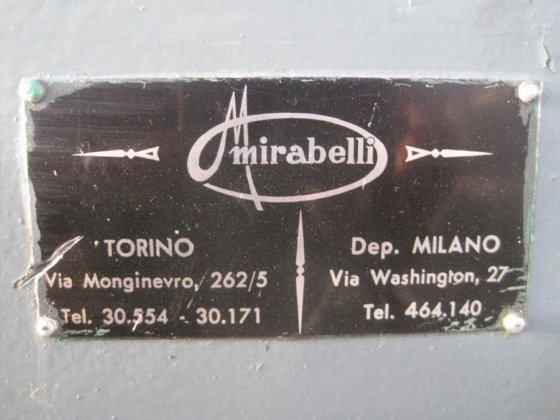 Mirabelli
TORINO
Via Monginevro, 262/5
Tel. 30.554 - 30.171
Dep. MILANO
Via Washington, 27
Tel. 464.140